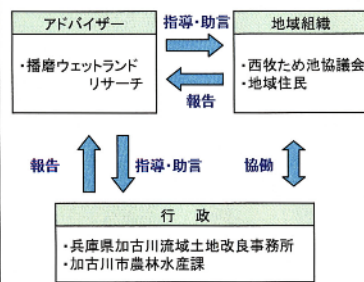 アドバイザー
・播磨ウェットランド
リサーチ
指導・助言
報告
地域組織
・西牧ため池協議会
・地域住民
報告
指導・助言
協働
行 政
・兵庫県加古川流域土地改良事務所
・加古川市農林水産課